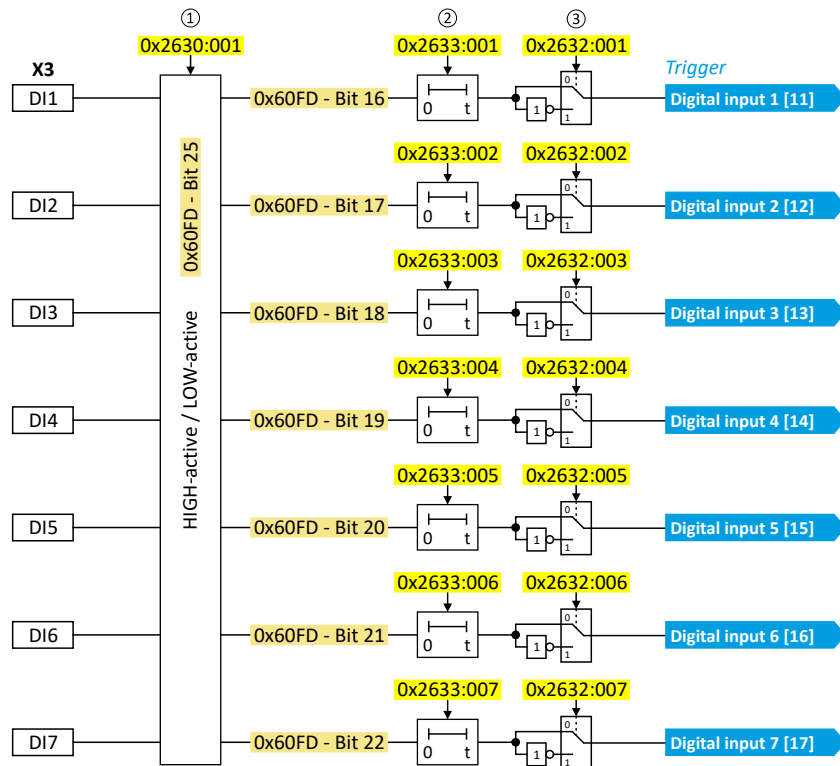 ① ② ③
0x2630:001 0x2633:001 0x2632:001
X3 Trigger
DI1 0x60FD - Bit 16 0 t 1 0 1 Digital input 1 [11]
0x60FD - Bit 25
HIGH-active / LOW-active
0x2633:002 0x2632:002
DI2 0x60FD - Bit 17 0 t 1 0 1 Digital input 2 [12]
0x2633:003 0x2632:003
DI3 0x60FD - Bit 18 0 t 1 0 1 Digital input 3 [13]
0x2633:004 0x2632:004
DI4 0x60FD - Bit 19 0 t 1 0 1 Digital input 4 [14]
0x2633:005 0x2632:005
DI5 0x60FD - Bit 20 0 t 1 0 1 Digital input 5 [15]
0x2633:006 0x2632:006
DI6 0x60FD - Bit 21 0 t 1 0 1 Digital input 6 [16]
0x2633:007 0x2632:007
DI7 0x60FD - Bit 22 0 t 1 0 1 Digital input 7 [17]